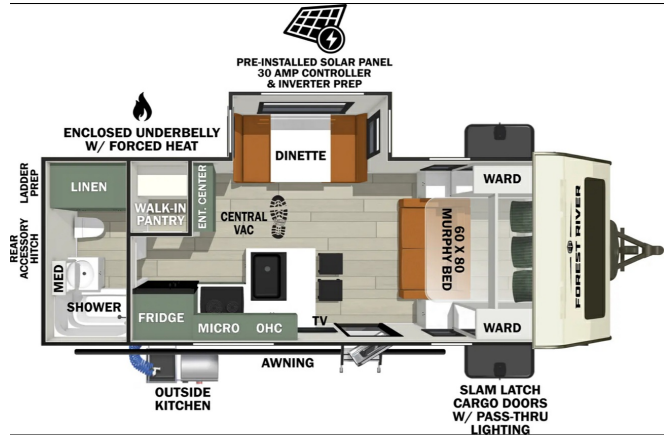 PRE-INSTALLED SOLAR PANEL
30 AMP CONTROLLER
& INVERTER PREP
ENCLOSED UNDERBELLY
W/ FORCED HEAT
LADDER
PREP
REAR
ACCESSORY
HITCH
LINEN
WALK-IN
PANTRY
ENT. CENTER
DINETTE
CENTRAL
VAC
WARD
60 X 80
MURPHY BED
FOREST RIVER
MED
SHOWER
FRIDGE
MICRO
OHC
TV
WARD
AWNING
OUTSIDE
KITCHEN
SLAM LATCH
CARGO DOORS
W/ PASS-THRU
LIGHTING